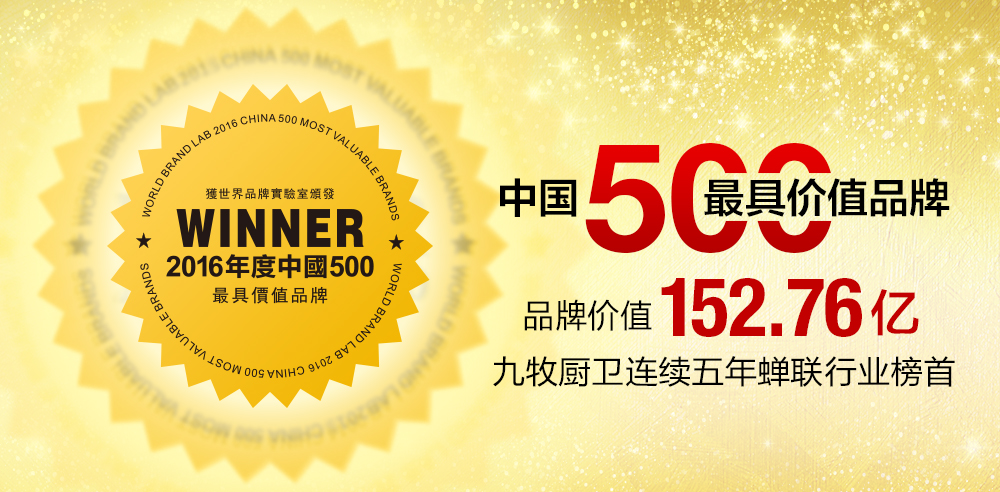 WORLD BRAND LAB 2016 CHINA 500 MOST VALUABLE BRANDS
獲世界品牌實驗室頒發
WINNER
2016年度中國500
最具價值品牌
WORLD BRAND LAB 2016 CHINA 500 MOST VALUABLE BRANDS
中国500最具价值品牌
品牌价值152.76亿
九牧厨卫连续五年蝉联行业榜首